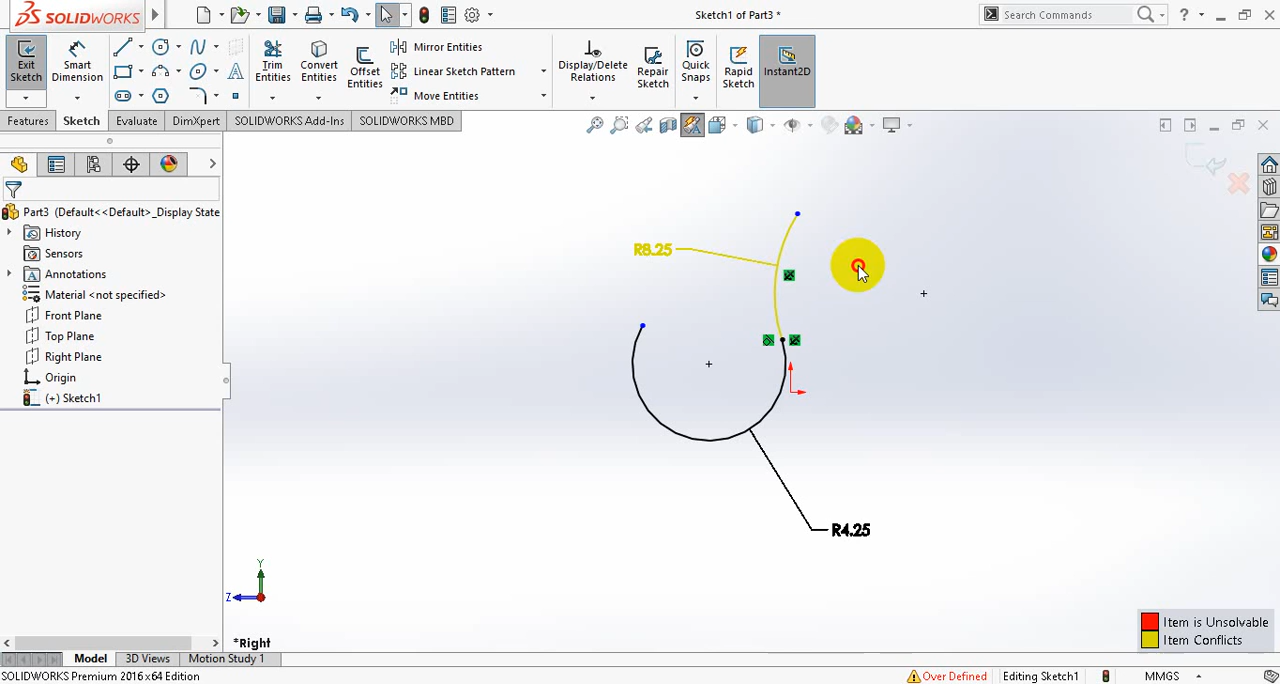 SOLIDWORKS
Sketch1 of Part3 *
Search Commands
Exit Sketch
Smart Dimension
Trim Entities
Convert Entities
Offset Entities
Mirror Entities
Linear Sketch Pattern
Move Entities
Display/Delete Relations
Repair Sketch
Quick Snaps
Rapid Sketch
Instant2D
Features
Sketch
Evaluate
DimXpert
SOLIDWORKS Add-Ins
SOLIDWORKS MBD
Part3 (Default<<Default>_Display State
History
Sensors
Annotations
Material <not specified>
Front Plane
Top Plane
Right Plane
Origin
(+) Sketch1
R8.25
R4.25
Y
Z
*Right
Item is Unsolvable
Item Conflicts
Model
3D Views
Motion Study 1
SOLIDWORKS Premium 2016 x64 Edition
Over Defined
Editing Sketch1
MMGS